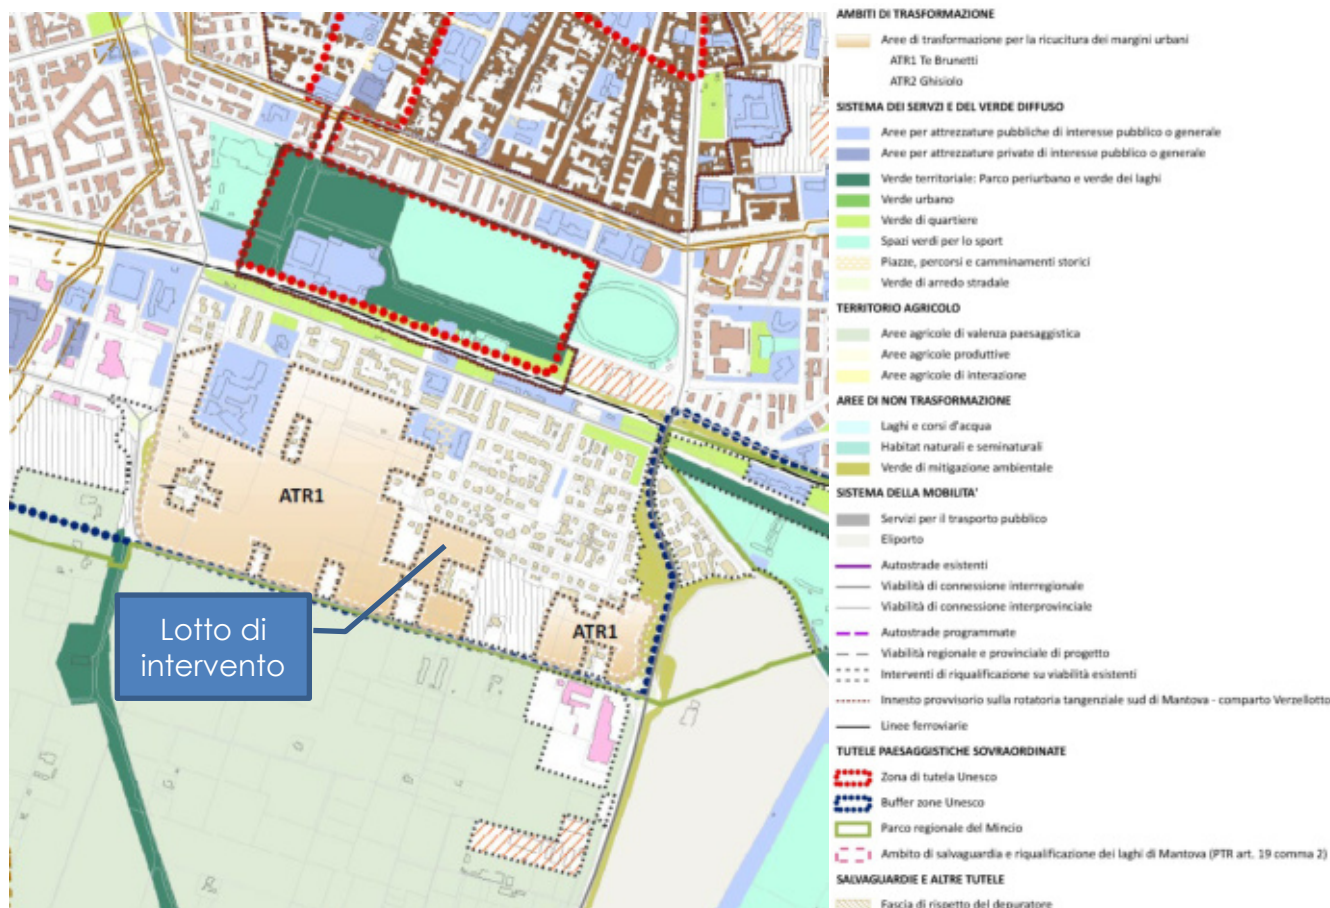 ATR1
ATR1
Lotto di
intervento
AMBITI DI TRASFORMAZIONE
Aree di trasformazione per la ricucitura dei margini urbani
ATR1 Te Brunetti
ATR2 Ghisiolo
SISTEMA DEI SERVZI E DEL VERDE DIFFUSO
Aree per attrezzature pubbliche di interesse pubblico o generale
Aree per attrezzature private di interesse pubblico o generale
Verde territoriale: Parco periurbano e verde dei laghi
Verde urbano
Verde di quartiere
Spazi verdi per lo sport
Piazze, percorsi e camminamenti storici
Verde di arredo stradale
TERRITORIO AGRICOLO
Aree agricole di valenza paesaggistica
Aree agricole produttive
Aree agricole di interazione
AREE DI NON TRASFORMAZIONE
Laghi e corsi d'acqua
Habitat naturali e seminaturali
Verde di mitigazione ambientale
SISTEMA DELLA MOBILITA'
Servizi per il trasporto pubblico
Eliporto
Autostrade esistenti
Viabilità di connessione interregionale
Viabilità di connessione interprovinciale
Autostrade programmate
Viabilità regionale e provinciale di progetto
Interventi di riqualificazione su viabilità esistenti
Innesto provvisorio sulla rotatoria tangenziale sud di Mantova - comparto Verzellotto
Linee ferroviarie
TUTELE PAESAGGISTICHE SOVRAORDINATE
Zona di tutela Unesco
Buffer zone Unesco
Parco regionale del Mincio
Ambito di salvaguardia e riqualificazione dei laghi di Mantova (PTR art. 19 comma 2)
SALVAGUARDIE E ALTRE TUTELE
Fascia di rispetto del depuratore